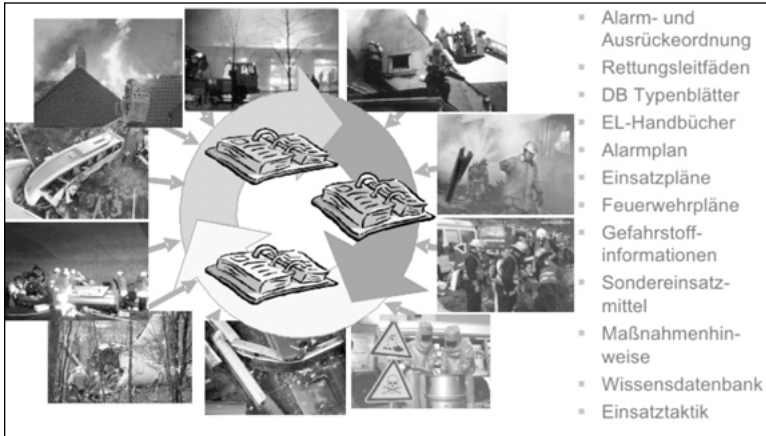 Alarm- und
Ausrückeordnung
Rettungsleitfäden
DB Typenblätter
EL-Handbücher
Alarmplan
Einsatzpläne
Feuerwehrpläne
Gefahrstoff-
informationen
Sondereinsatz-
mittel
Maßnahmenhin-
weise
Wissensdatenbank
Einsatztaktik